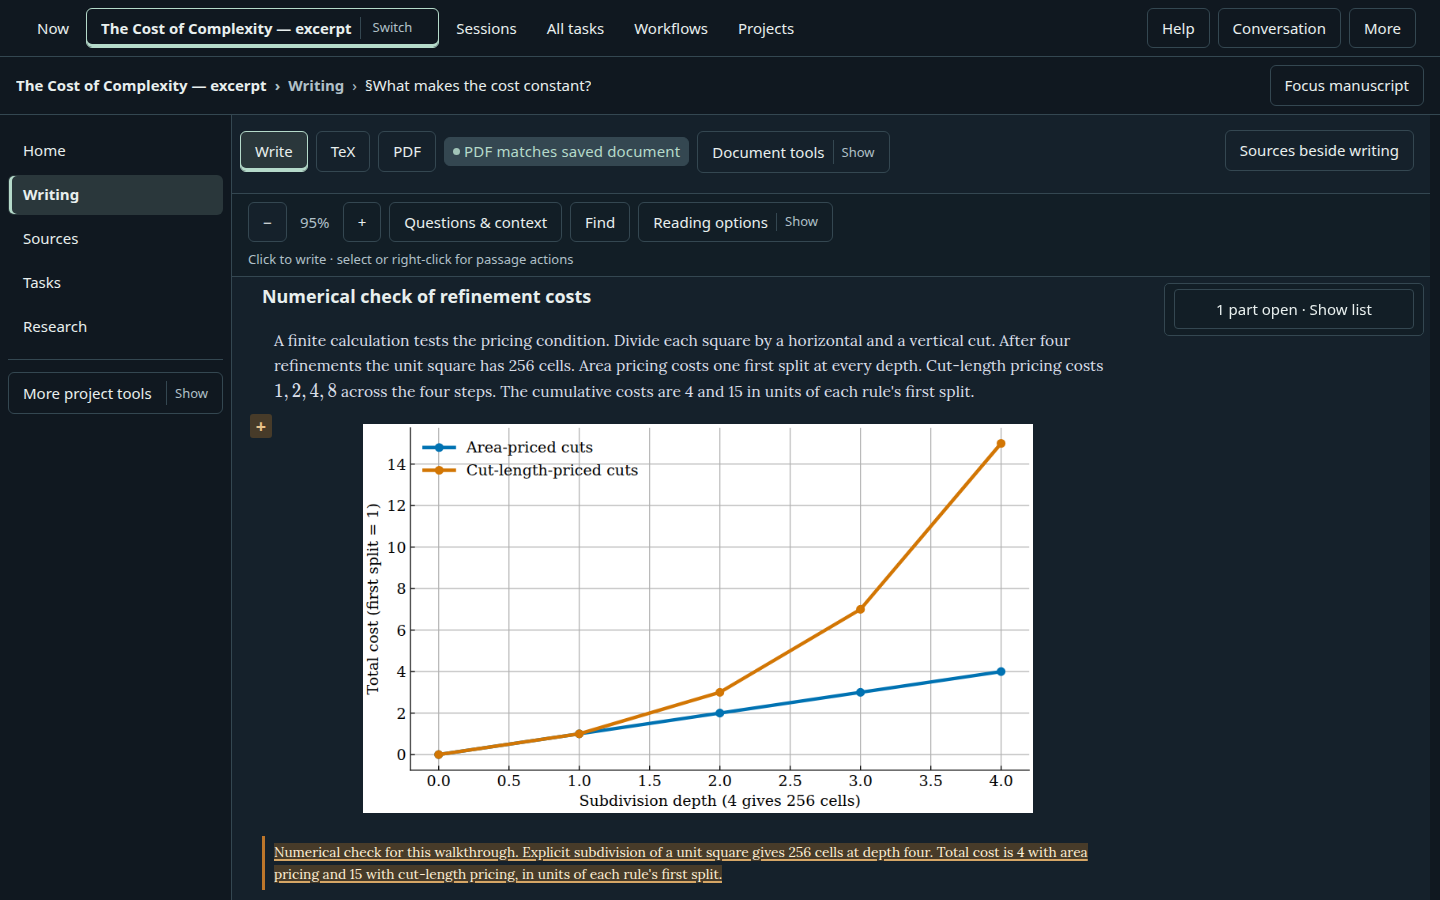 Now
The Cost of Complexity — excerpt Switch
Sessions
All tasks
Workflows
Projects
Help
Conversation
More
The Cost of Complexity — excerpt › Writing › §What makes the cost constant?
Focus manuscript
Home
Writing
Sources
Tasks
Research
More project tools Show
Write
TeX
PDF
PDF matches saved document
Document tools Show
Sources beside writing
−
95%
+
Questions & context
Find
Reading options Show
Click to write · select or right-click for passage actions
Numerical check of refinement costs
1 part open · Show list
A finite calculation tests the pricing condition. Divide each square by a horizontal and a vertical cut. After four
refinements the unit square has 256 cells. Area pricing costs one first split at every depth. Cut-length pricing costs
1, 2, 4, 8 across the four steps. The cumulative costs are 4 and 15 in units of each rule's first split.
+
Area-priced cuts
Cut-length-priced cuts
Total cost (first split = 1)
14
12
10
8
6
4
2
0
0.0 0.5 1.0 1.5 2.0 2.5 3.0 3.5 4.0
Subdivision depth (4 gives 256 cells)
Numerical check for this walkthrough. Explicit subdivision of a unit square gives 256 cells at depth four. Total cost is 4 with area
pricing and 15 with cut-length pricing, in units of each rule's first split.